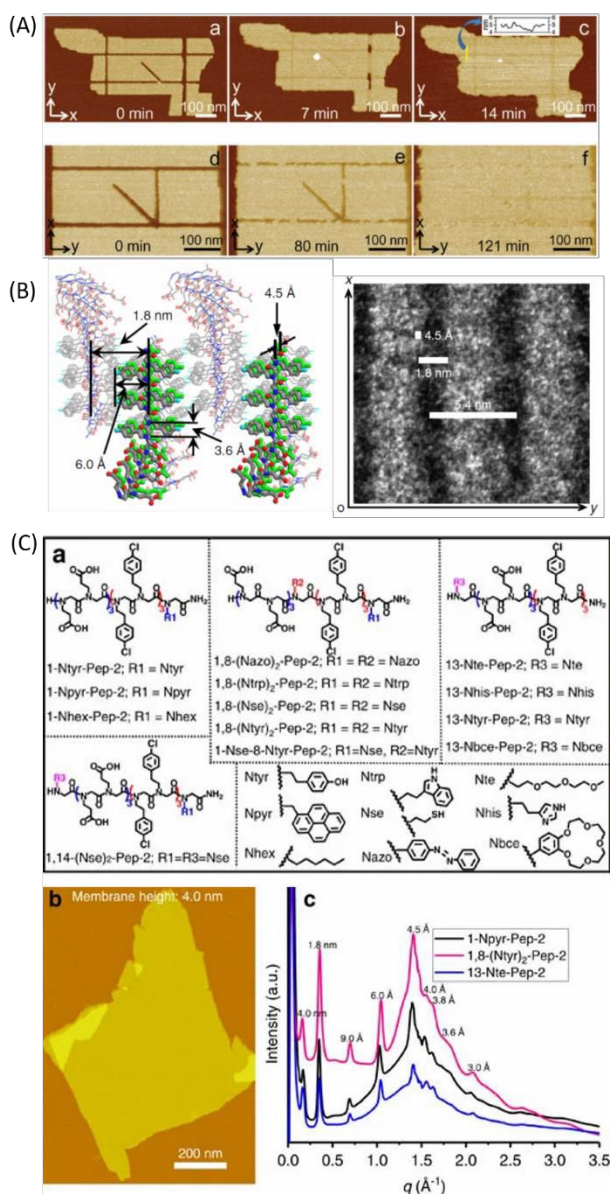 (A)
a
y
x
0 min
100 nm
b
y
x
7 min
100 nm
nm
c
y
x
14 min
100 nm
d
x
y
0 min
100 nm
e
x
y
80 min
100 nm
f
x
y
121 min
100 nm
(B)
1.8 nm
4.5 Å
6.0 Å
3.6 Å
x
4.5 Å
1.8 nm
5.4 nm
o
y
(C)
a
1-Ntyr-Pep-2; R1 = Ntyr
1-Npyr-Pep-2; R1 = Npyr
1-Nhex-Pep-2; R1 = Nhex
1,8-(Nazo)₂-Pep-2; R1 = R2 = Nazo
1,8-(Ntrp)₂-Pep-2; R1 = R2 = Ntrp
1,8-(Nse)₂-Pep-2; R1 = R2 = Nse
1,8-(Ntyr)₂-Pep-2; R1 = R2 = Ntyr
1-Nse-8-Ntyr-Pep-2; R1=Nse, R2=Ntyr
13-Nte-Pep-2; R3 = Nte
13-Nhis-Pep-2; R3 = Nhis
13-Ntyr-Pep-2; R3 = Ntyr
13-Nbce-Pep-2; R3 = Nbce
1,14-(Nse)₂-Pep-2; R1=R3=Nse
Ntyr
Npyr
Nhex
Ntrp
Nse
Nazo
Nte
Nhis
Nbce
b
Membrane height: 4.0 nm
200 nm
c
1-Npyr-Pep-2
1,8-(Ntyr)₂-Pep-2
13-Nte-Pep-2
4.0 nm
1.8 nm
9.0 Å
6.0 Å
4.5 Å
4.0 Å
3.8 Å
3.6 Å
3.0 Å
Intensity (a.u.)
0.0 0.5 1.0 1.5 2.0 2.5 3.0 3.5
q (Å⁻¹)